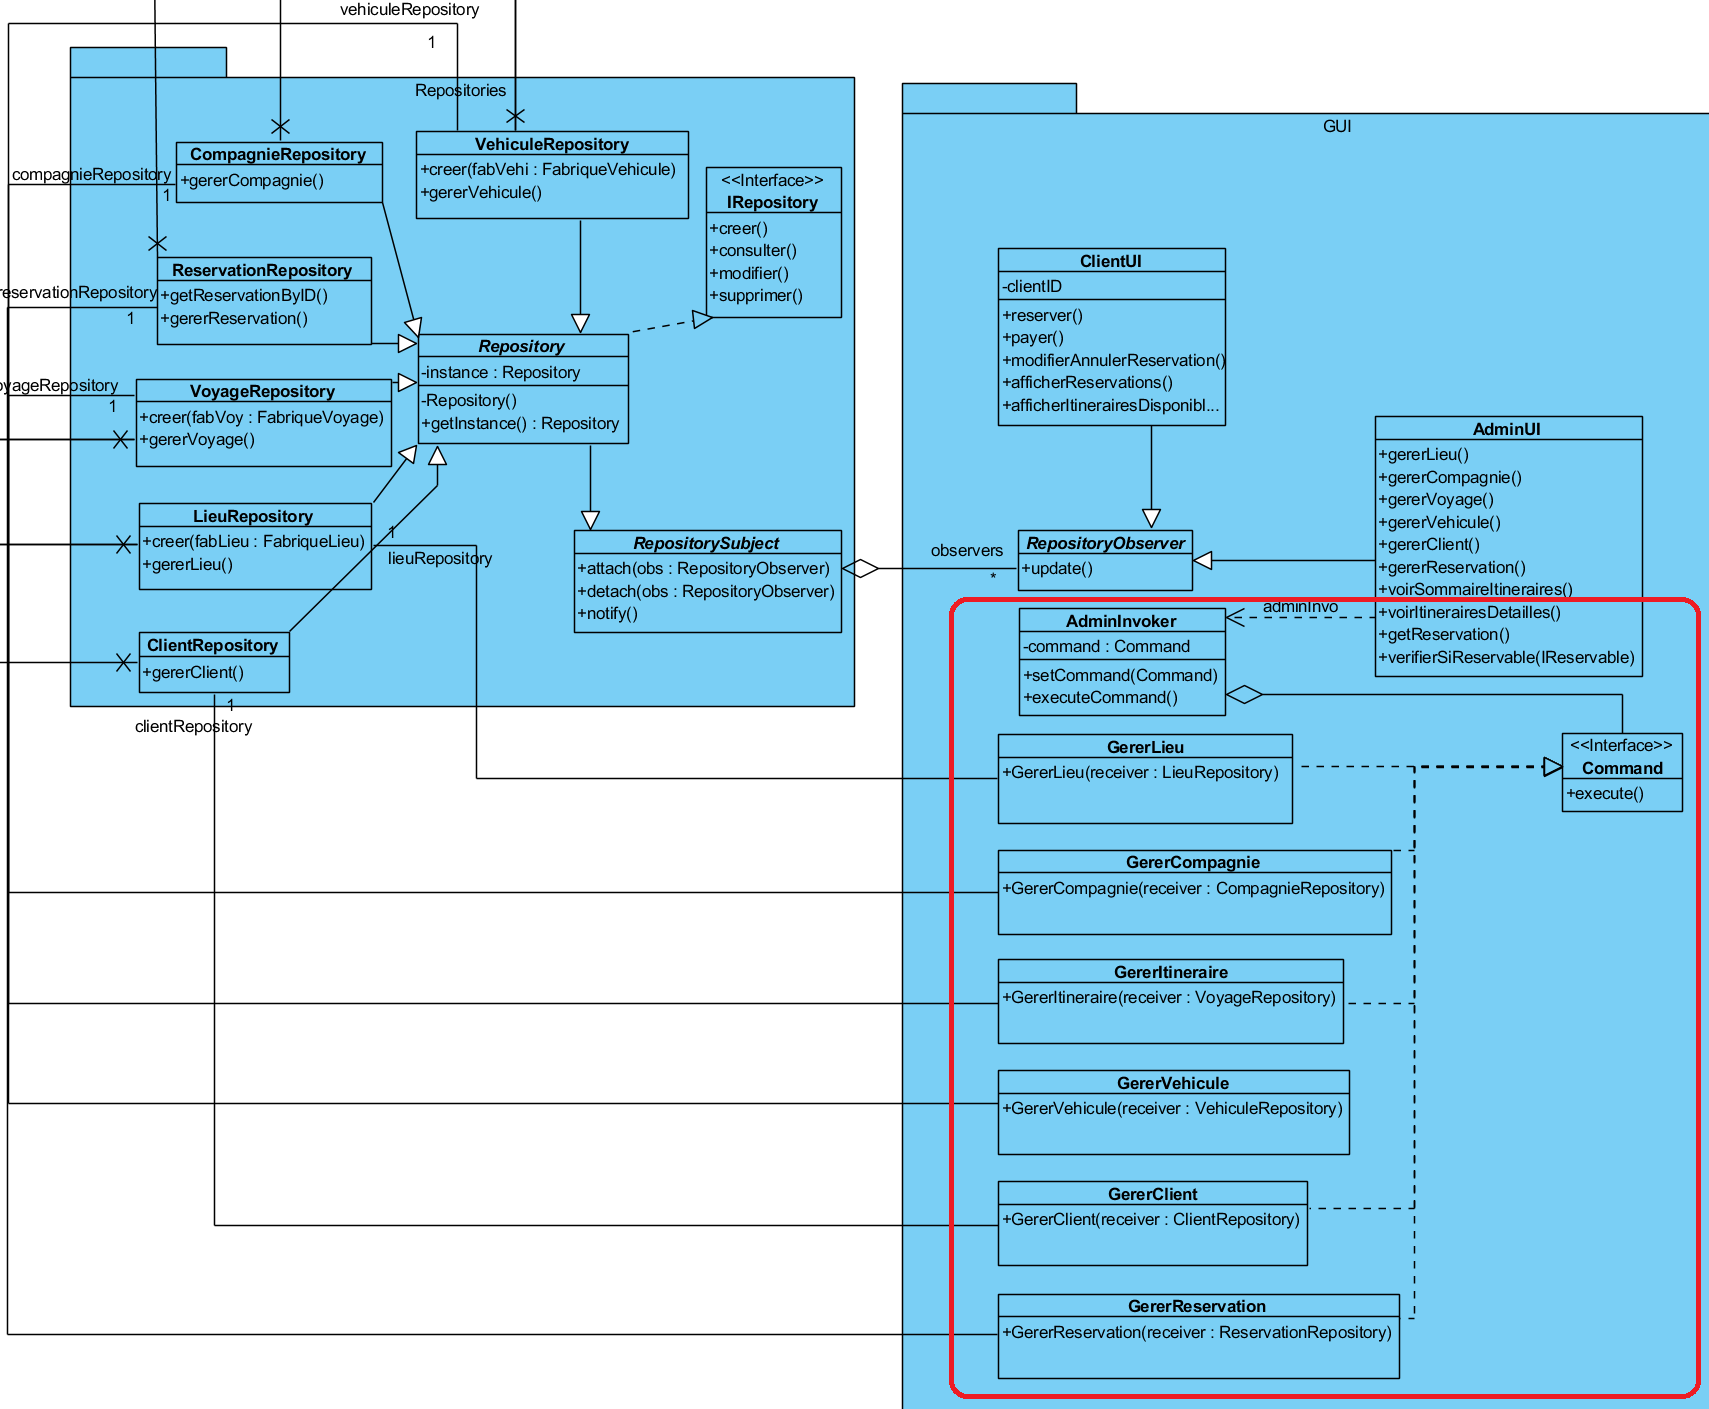 vehiculeRepository
1
Repositories
CompagnieRepository
+gererCompagnie()
compagnieRepository
1
VehiculeRepository
+creer(fabVehi : FabriqueVehicule)
+gererVehicule()
<<Interface>>
IRepository
+creer()
+consulter()
+modifier()
+supprimer()
ReservationRepository
+getReservationByID()
+gererReservation()
reservationRepository
1
Repository
-instance : Repository
-Repository()
+getInstance() : Repository
oyageRepository
1
VoyageRepository
+creer(fabVoy : FabriqueVoyage)
+gererVoyage()
LieuRepository
+creer(fabLieu : FabriqueLieu)
+gererLieu()
1
lieuRepository
RepositorySubject
+attach(obs : RepositoryObserver)
+detach(obs : RepositoryObserver)
+notify()
ClientRepository
+gererClient()
1
clientRepository
observers
*
GUI
ClientUI
-clientID
+reserver()
+payer()
+modifierAnnulerReservation()
+afficherReservations()
+afficherItinerairesDisponibl...
AdminUI
+gererLieu()
+gererCompagnie()
+gererVoyage()
+gererVehicule()
+gererClient()
+gererReservation()
+voirSommaireItineraires()
+voirItinerairesDetailles()
+getReservation()
+verifierSiReservable(IReservable)
RepositoryObserver
+update()
adminInvo
AdminInvoker
-command : Command
+setCommand(Command)
+executeCommand()
<<Interface>>
Command
+execute()
GererLieu
+GererLieu(receiver : LieuRepository)
GererCompagnie
+GererCompagnie(receiver : CompagnieRepository)
GererItineraire
+GererItineraire(receiver : VoyageRepository)
GererVehicule
+GererVehicule(receiver : VehiculeRepository)
GererClient
+GererClient(receiver : ClientRepository)
GererReservation
+GererReservation(receiver : ReservationRepository)